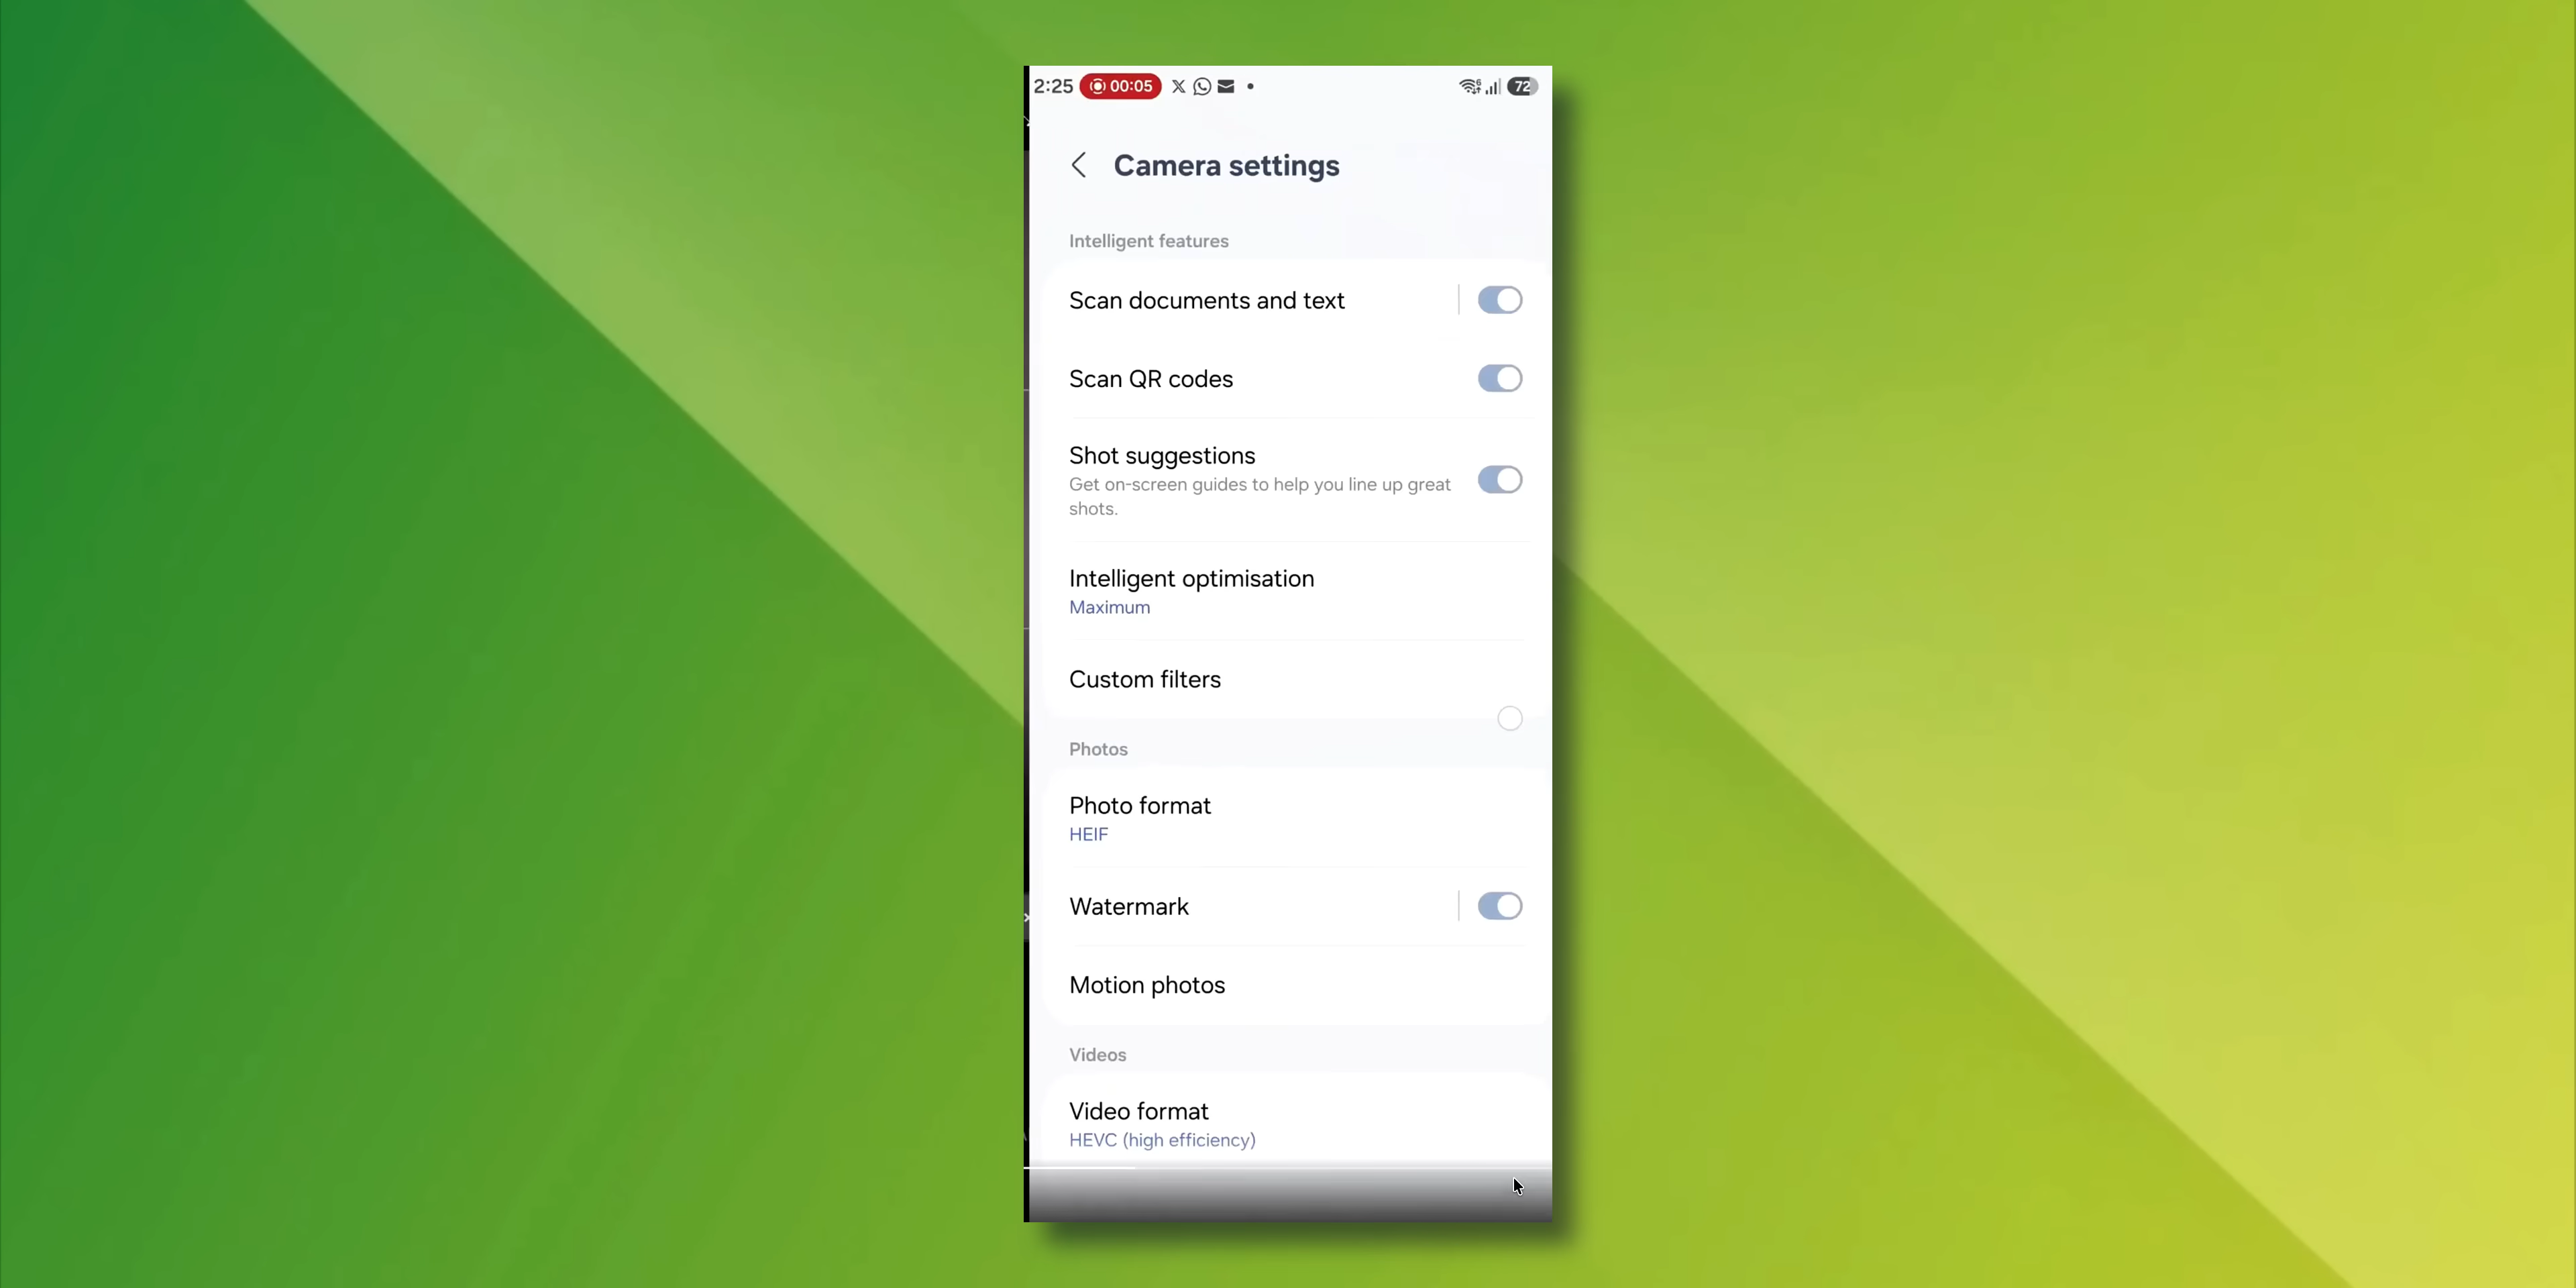 2:25 00:05 72
Camera settings
Intelligent features
Scan documents and text
Scan QR codes
Shot suggestions
Get on-screen guides to help you line up great
shots.
Intelligent optimisation
Maximum
Custom filters
Photos
Photo format
HEIF
Watermark
Motion photos
Videos
Video format
HEVC (high efficiency)